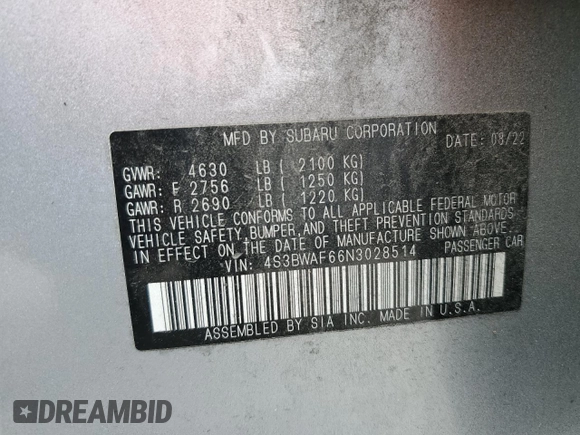 MFD BY SUBARU CORPORATION DATE: 08/22
GVWR: 4630 LB ( 2100 KG)
GAWR: F 2756 LB ( 1250 KG)
GAWR: R 2690 LB ( 1220 KG)
THIS VEHICLE CONFORMS TO ALL APPLICABLE FEDERAL MOTOR
VEHICLE SAFETY,BUMPER,AND THEFT PREVENTION STANDARDS
IN EFFECT ON THE DATE OF MANUFACTURE SHOWN ABOVE.
VIN: 4S3BWAF66N3028514 PASSENGER CAR
ASSEMBLED BY SIA INC. MADE IN U.S.A.
DREAMBID